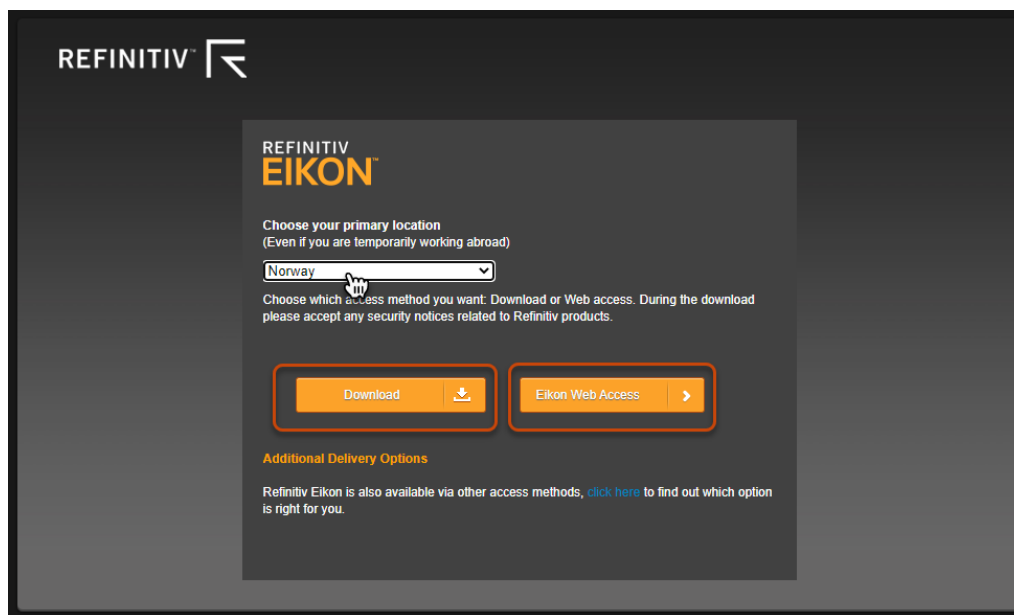 REFINITIV™
REFINITIV
EIKON™
Choose your primary location
(Even if you are temporarily working abroad)
Norway
Choose which access method you want: Download or Web access. During the download
please accept any security notices related to Refinitiv products.
Download
Eikon Web Access
Additional Delivery Options
Refinitiv Eikon is also available via other access methods, click here to find out which option
is right for you.